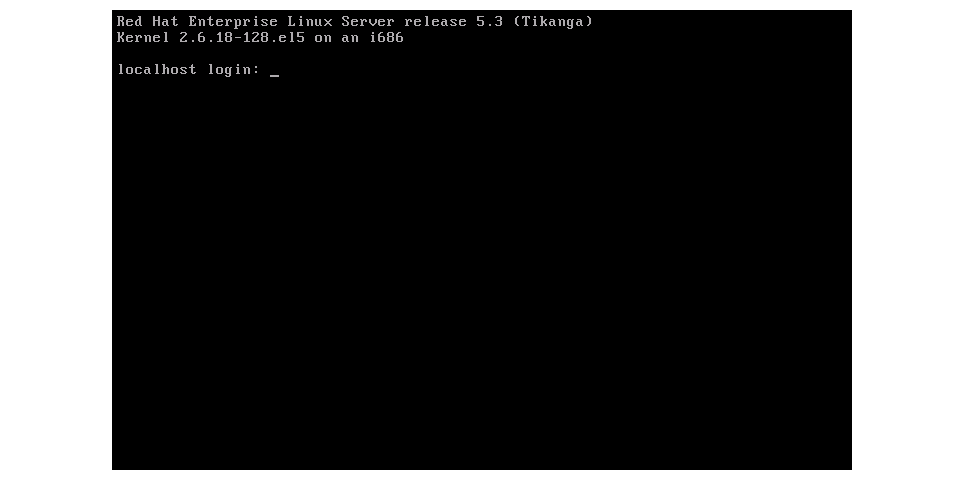 Red Hat Enterprise Linux Server release 5.3 (Tikanga)
Kernel 2.6.18-128.el5 on an i686
localhost login: _